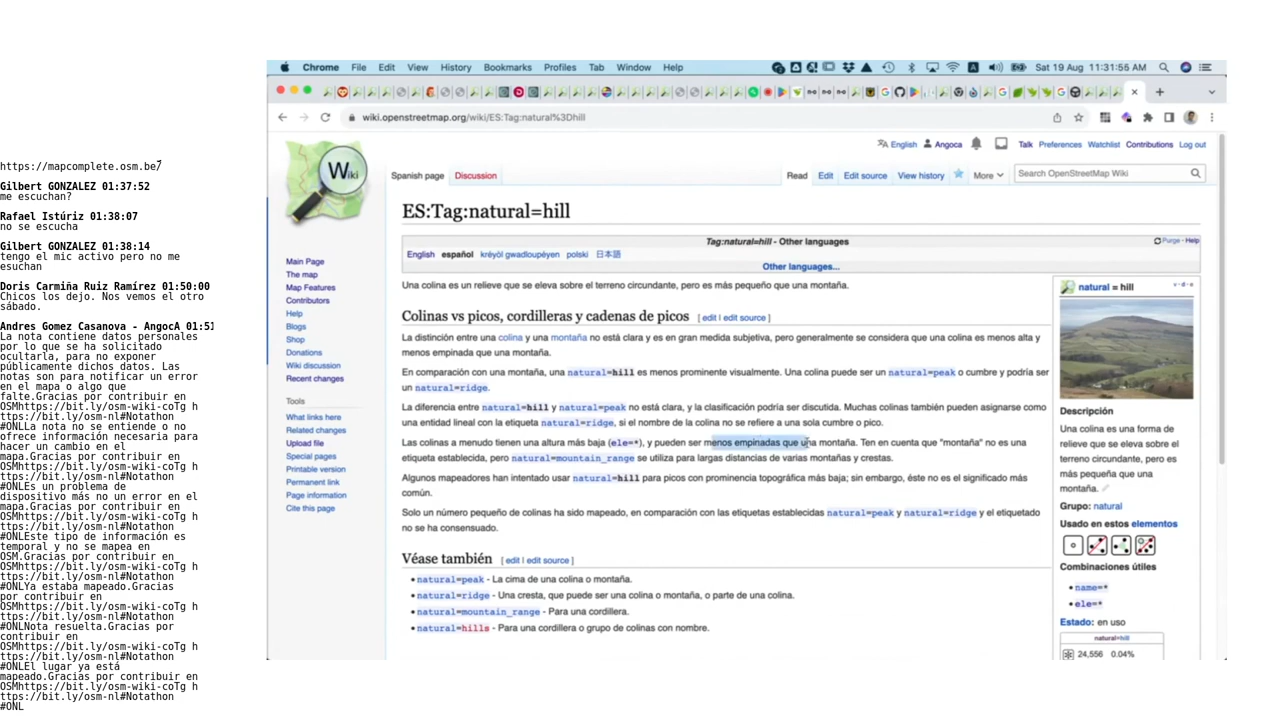 https://mapcomplete.osm.be/
Gilbert GONZALEZ 01:37:52
me escuchan?
Rafael Istúriz 01:38:07
no se escucha
Gilbert GONZALEZ 01:38:14
tengo el mic activo pero no me
esuchan
Doris Carmiña Ruiz Ramírez 01:50:00
Chicos los dejo. Nos vemos el otro
sábado.
Andres Gomez Casanova - AngocA 01:51
La nota contiene datos personales
por lo que se ha solicitado
ocultarla, para no exponer
públicamente dichos datos. Las
notas son para notificar un error
en el mapa o algo que
falte.Gracias por contribuir en
OSMhttps://bit.ly/osm-wiki-coTg h
ttps://bit.ly/osm-nl#Notathon
#ONLLa nota no se entiende o no
ofrece información necesaria para
hacer un cambio en el
mapa.Gracias por contribuir en
OSMhttps://bit.ly/osm-wiki-coTg h
ttps://bit.ly/osm-nl#Notathon
#ONLEs un problema de
dispositivo más no un error en el
mapa.Gracias por contribuir en
OSMhttps://bit.ly/osm-wiki-coTg h
ttps://bit.ly/osm-nl#Notathon
#ONLEste tipo de información es
temporal y no se mapea en
OSM.Gracias por contribuir en
OSMhttps://bit.ly/osm-wiki-coTg h
ttps://bit.ly/osm-nl#Notathon
#ONLYa estaba mapeado.Gracias
por contribuir en
OSMhttps://bit.ly/osm-wiki-coTg h
ttps://bit.ly/osm-nl#Notathon
#ONLNota resuelta.Gracias por
contribuir en
OSMhttps://bit.ly/osm-wiki-coTg h
ttps://bit.ly/osm-nl#Notathon
#ONLEl lugar ya está
mapeado.Gracias por contribuir en
OSMhttps://bit.ly/osm-wiki-coTg h
ttps://bit.ly/osm-nl#Notathon
#ONL
Chrome File Edit View History Bookmarks Profiles Tab Window Help Sat 19 Aug 11:31:55 AM
wiki.openstreetmap.org/wiki/ES:Tag:natural%3Dhill
English Angoca Talk Preferences Watchlist Contributions Log out
Wiki
Spanish page Discussion Read Edit Edit source View history More Search OpenStreetMap Wiki
Main Page
The map
Map Features
Contributors
Help
Blogs
Shop
Donations
Wiki discussion
Recent changes
Tools
What links here
Related changes
Upload file
Special pages
Printable version
Permanent link
Page information
Cite this page
ES:Tag:natural=hill
Tag:natural=hill - Other languages
Purge · Help
English español kréyòl gwadloupéyen polski 日本語
Other languages...
Una colina es un relieve que se eleva sobre el terreno circundante, pero es más pequeño que una montaña.
Colinas vs picos, cordilleras y cadenas de picos [ edit | edit source ]
La distinción entre una colina y una montaña no está clara y es en gran medida subjetiva, pero generalmente se considera que una colina es menos alta y
menos empinada que una montaña.
En comparación con una montaña, una natural=hill es menos prominente visualmente. Una colina puede ser un natural=peak o cumbre y podría ser
un natural=ridge.
La diferencia entre natural=hill y natural=peak no está clara, y la clasificación podría ser discutida. Muchas colinas también pueden asignarse como
una entidad lineal con la etiqueta natural=ridge, si el nombre de la colina no se refiere a una sola cumbre o pico.
Las colinas a menudo tienen una altura más baja (ele=*), y pueden ser menos empinadas que una montaña. Ten en cuenta que "montaña" no es una
etiqueta establecida, pero natural=mountain_range se utiliza para largas distancias de varias montañas y crestas.
Algunos mapeadores han intentado usar natural=hill para picos con prominencia topográfica más baja; sin embargo, éste no es el significado más
común.
Solo un número pequeño de colinas ha sido mapeado, en comparación con las etiquetas establecidas natural=peak y natural=ridge y el etiquetado
no se ha consensuado.
Véase también [ edit | edit source ]
• natural=peak - La cima de una colina o montaña.
• natural=ridge - Una cresta, que puede ser una colina o montaña, o parte de una colina.
• natural=mountain_range - Para una cordillera.
• natural=hills - Para una cordillera o grupo de colinas con nombre.
natural = hill
v · d · e
Descripción
Una colina es una forma de
relieve que se eleva sobre el
terreno circundante, pero es
más pequeña que una
montaña.
Grupo: natural
Usado en estos elementos
Combinaciones útiles
• name=*
• ele=*
Estado: en uso
natural=hill
24,556 0.04%